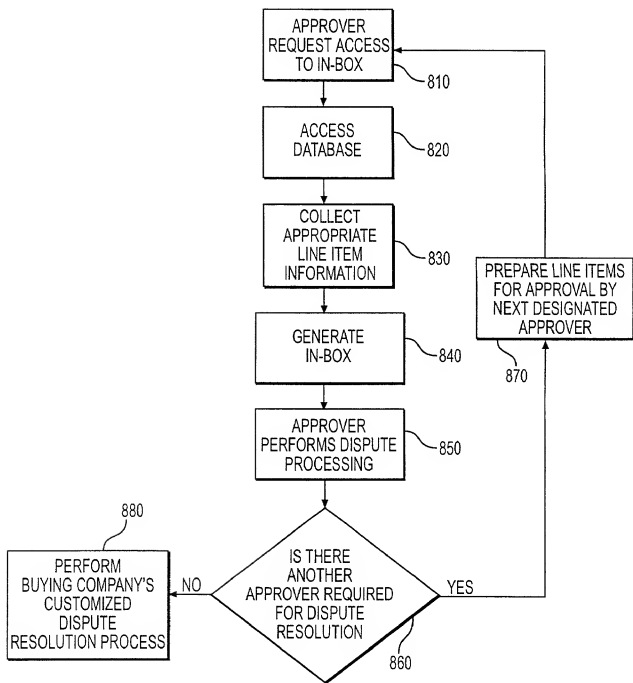 APPROVER
REQUEST ACCESS
TO IN-BOX
810
ACCESS
DATABASE
820
COLLECT
APPROPRIATE
LINE ITEM
INFORMATION
830
PREPARE LINE ITEMS
FOR APPROVAL BY
NEXT DESIGNATED
APPROVER
870
GENERATE
IN-BOX
840
APPROVER
PERFORMS DISPUTE
PROCESSING
850
880
PERFORM
BUYING COMPANY'S
CUSTOMIZED
DISPUTE
RESOLUTION PROCESS
NO
IS THERE
ANOTHER
APPROVER REQUIRED
FOR DISPUTE
RESOLUTION
YES
860